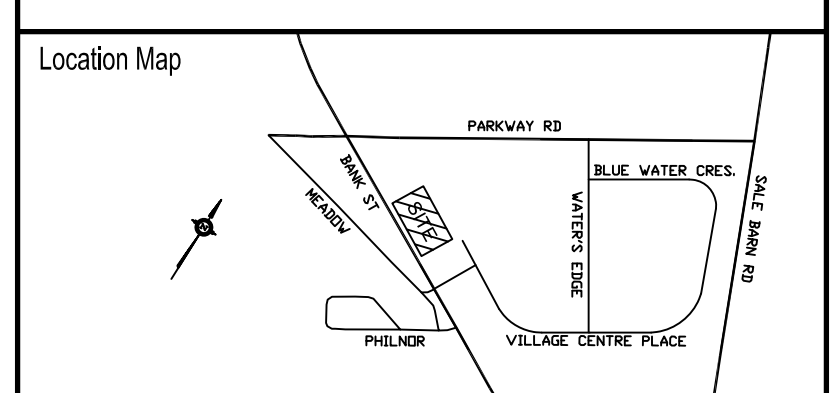 Location Map
PARKWAY RD
BLUE WATER CRES.
BANK ST
MEADOW
SITE
WATER'S EDGE
SALE BARN RD
N
PHILNOR
VILLAGE CENTRE PLACE